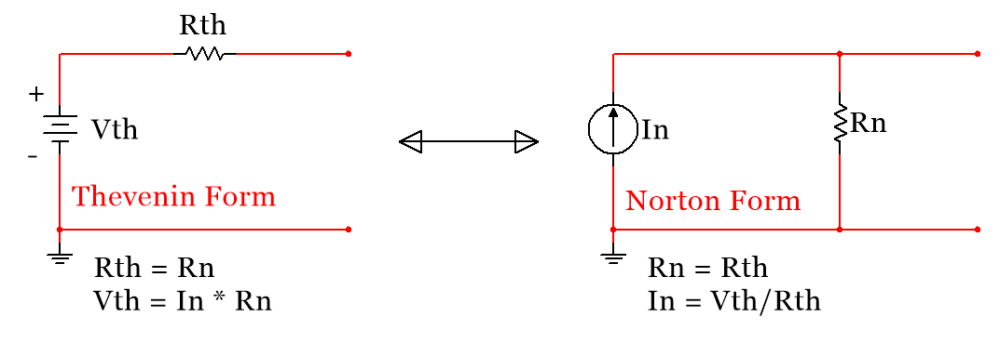 Rth
+
Vth
-
Thevenin Form
Rth = Rn
Vth = In * Rn
In
Rn
Norton Form
Rn = Rth
In = Vth/Rth